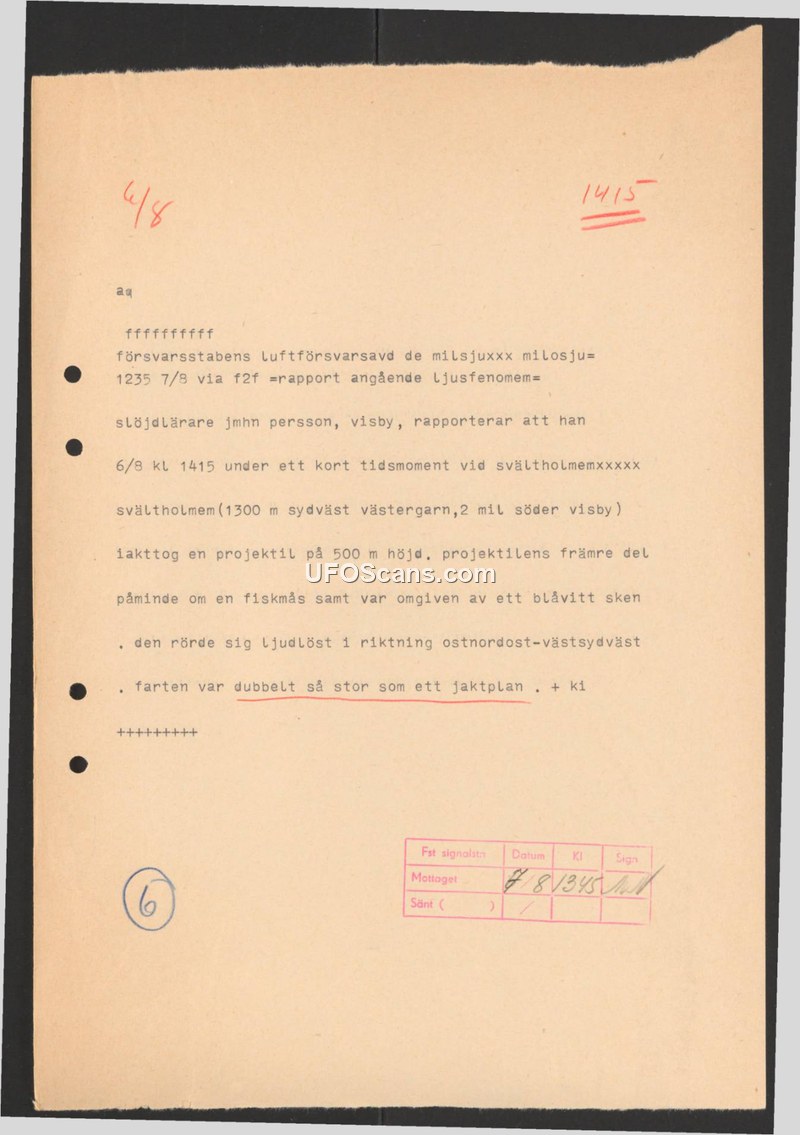 6/8
1415
aq
ffffffffff
försvarsstabens luftförsvarsavd de milsjuxxx milosju=
1235 7/8 via f2f =rapport angående ljusfenomem=
slöjdlärare jmhn persson, visby, rapporterar att han
6/8 kl 1415 under ett kort tidsmoment vid svältholmemxxxxx
svältholmem(1300 m sydväst västergarn,2 mil söder visby)
iakttog en projektil på 500 m höjd. projektilens främre del
UFOScans.com
påminde om en fiskmås samt var omgiven av ett blåvitt sken
. den rörde sig ljudlöst i riktning ostnordost-västsydväst
. farten var dubbelt så stor som ett jaktplan . + kl
+++++++++
Fst signalstn Datum Kl Sign
Mottaget 7/8 1345
Sänt ( ) /
6